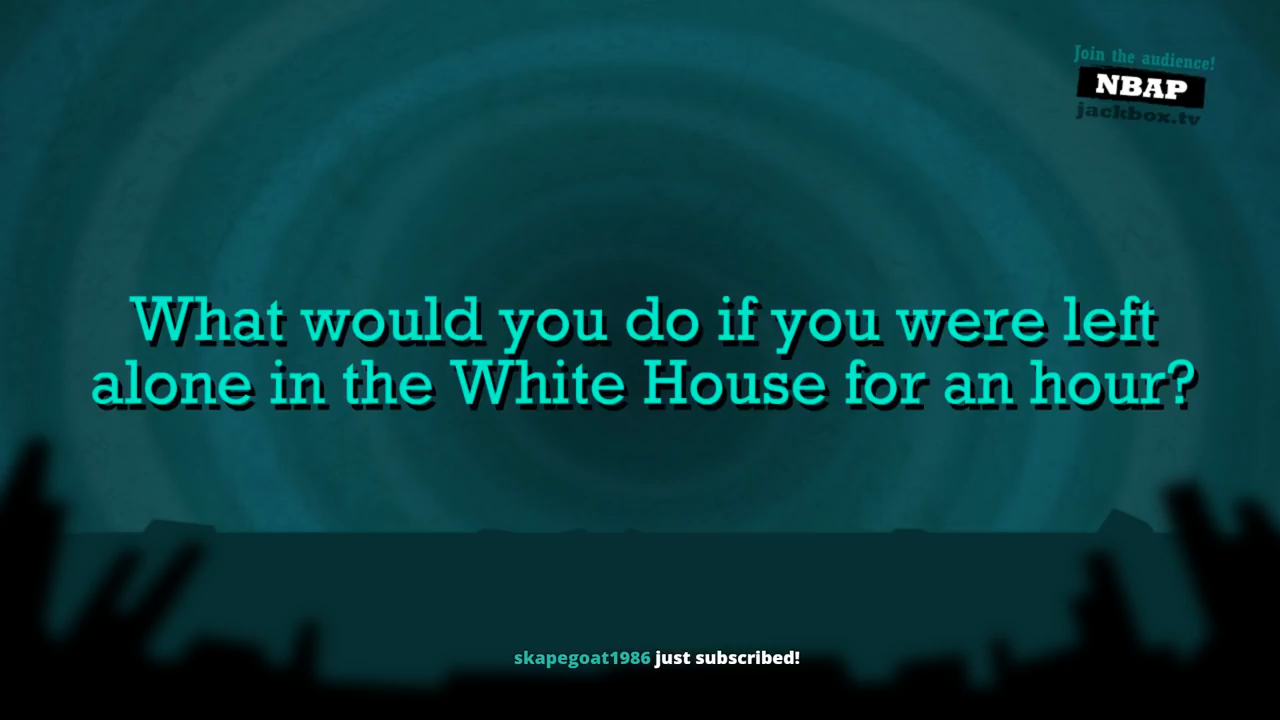 Join the audience!
NBAP
jackbox.tv
What would you do if you were left
alone in the White House for an hour?
skapegoat1986 just subscribed!